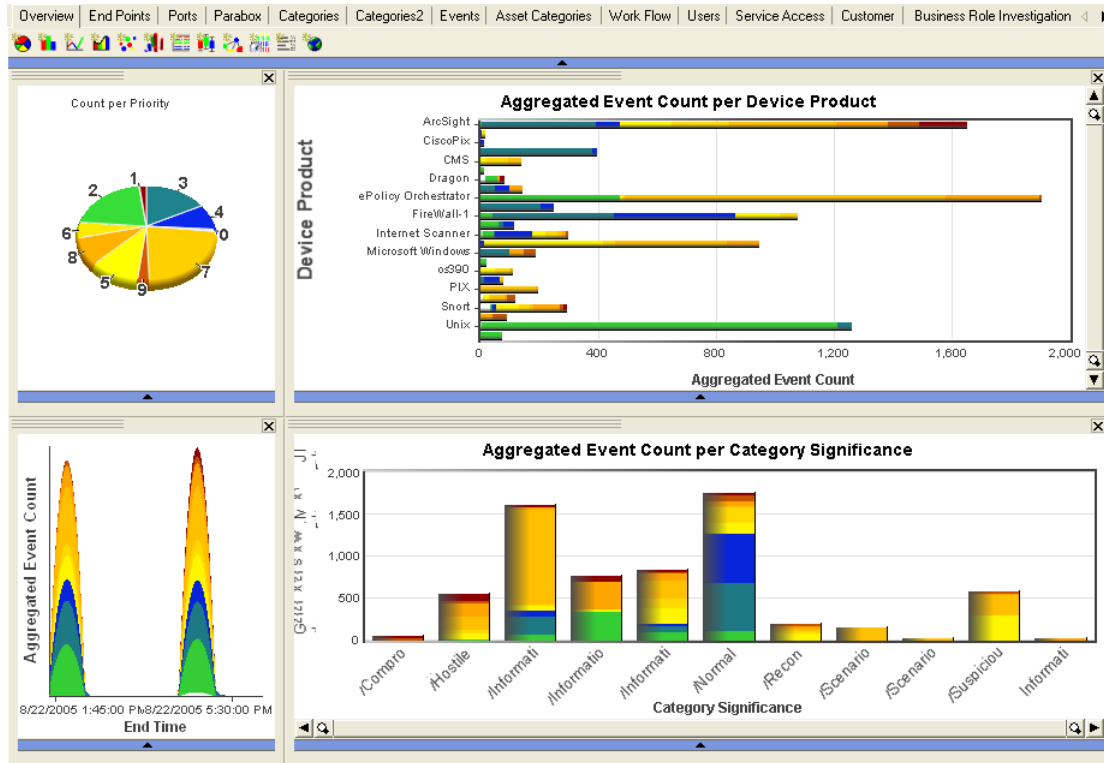 Overview End Points Ports Parabox Categories Categories2 Events Asset Categories Work Flow Users Service Access Customer Business Role Investigation
Count per Priority
1
3
2
4
0
6
8
7
5
9
Aggregated Event Count per Device Product
Device Product
ArcSight
CiscoPix
CMS
Dragon
ePolicy Orchestrator
FireWall-1
Internet Scanner
Microsoft Windows
os390
PIX
Snort
Unix
0 400 800 1,200 1,600 2,000
Aggregated Event Count
Aggregated Event Count
8/22/2005 1:45:00 PM 8/22/2005 5:30:00 PM
End Time
Aggregated Event Count per Category Significance
2,000
1,500
1,000
500
0
/Compro /Hostile /Informati /Informatio /Informati /Normal /Recon /Scenario /Scenario /Suspiciou Informati
Category Significance